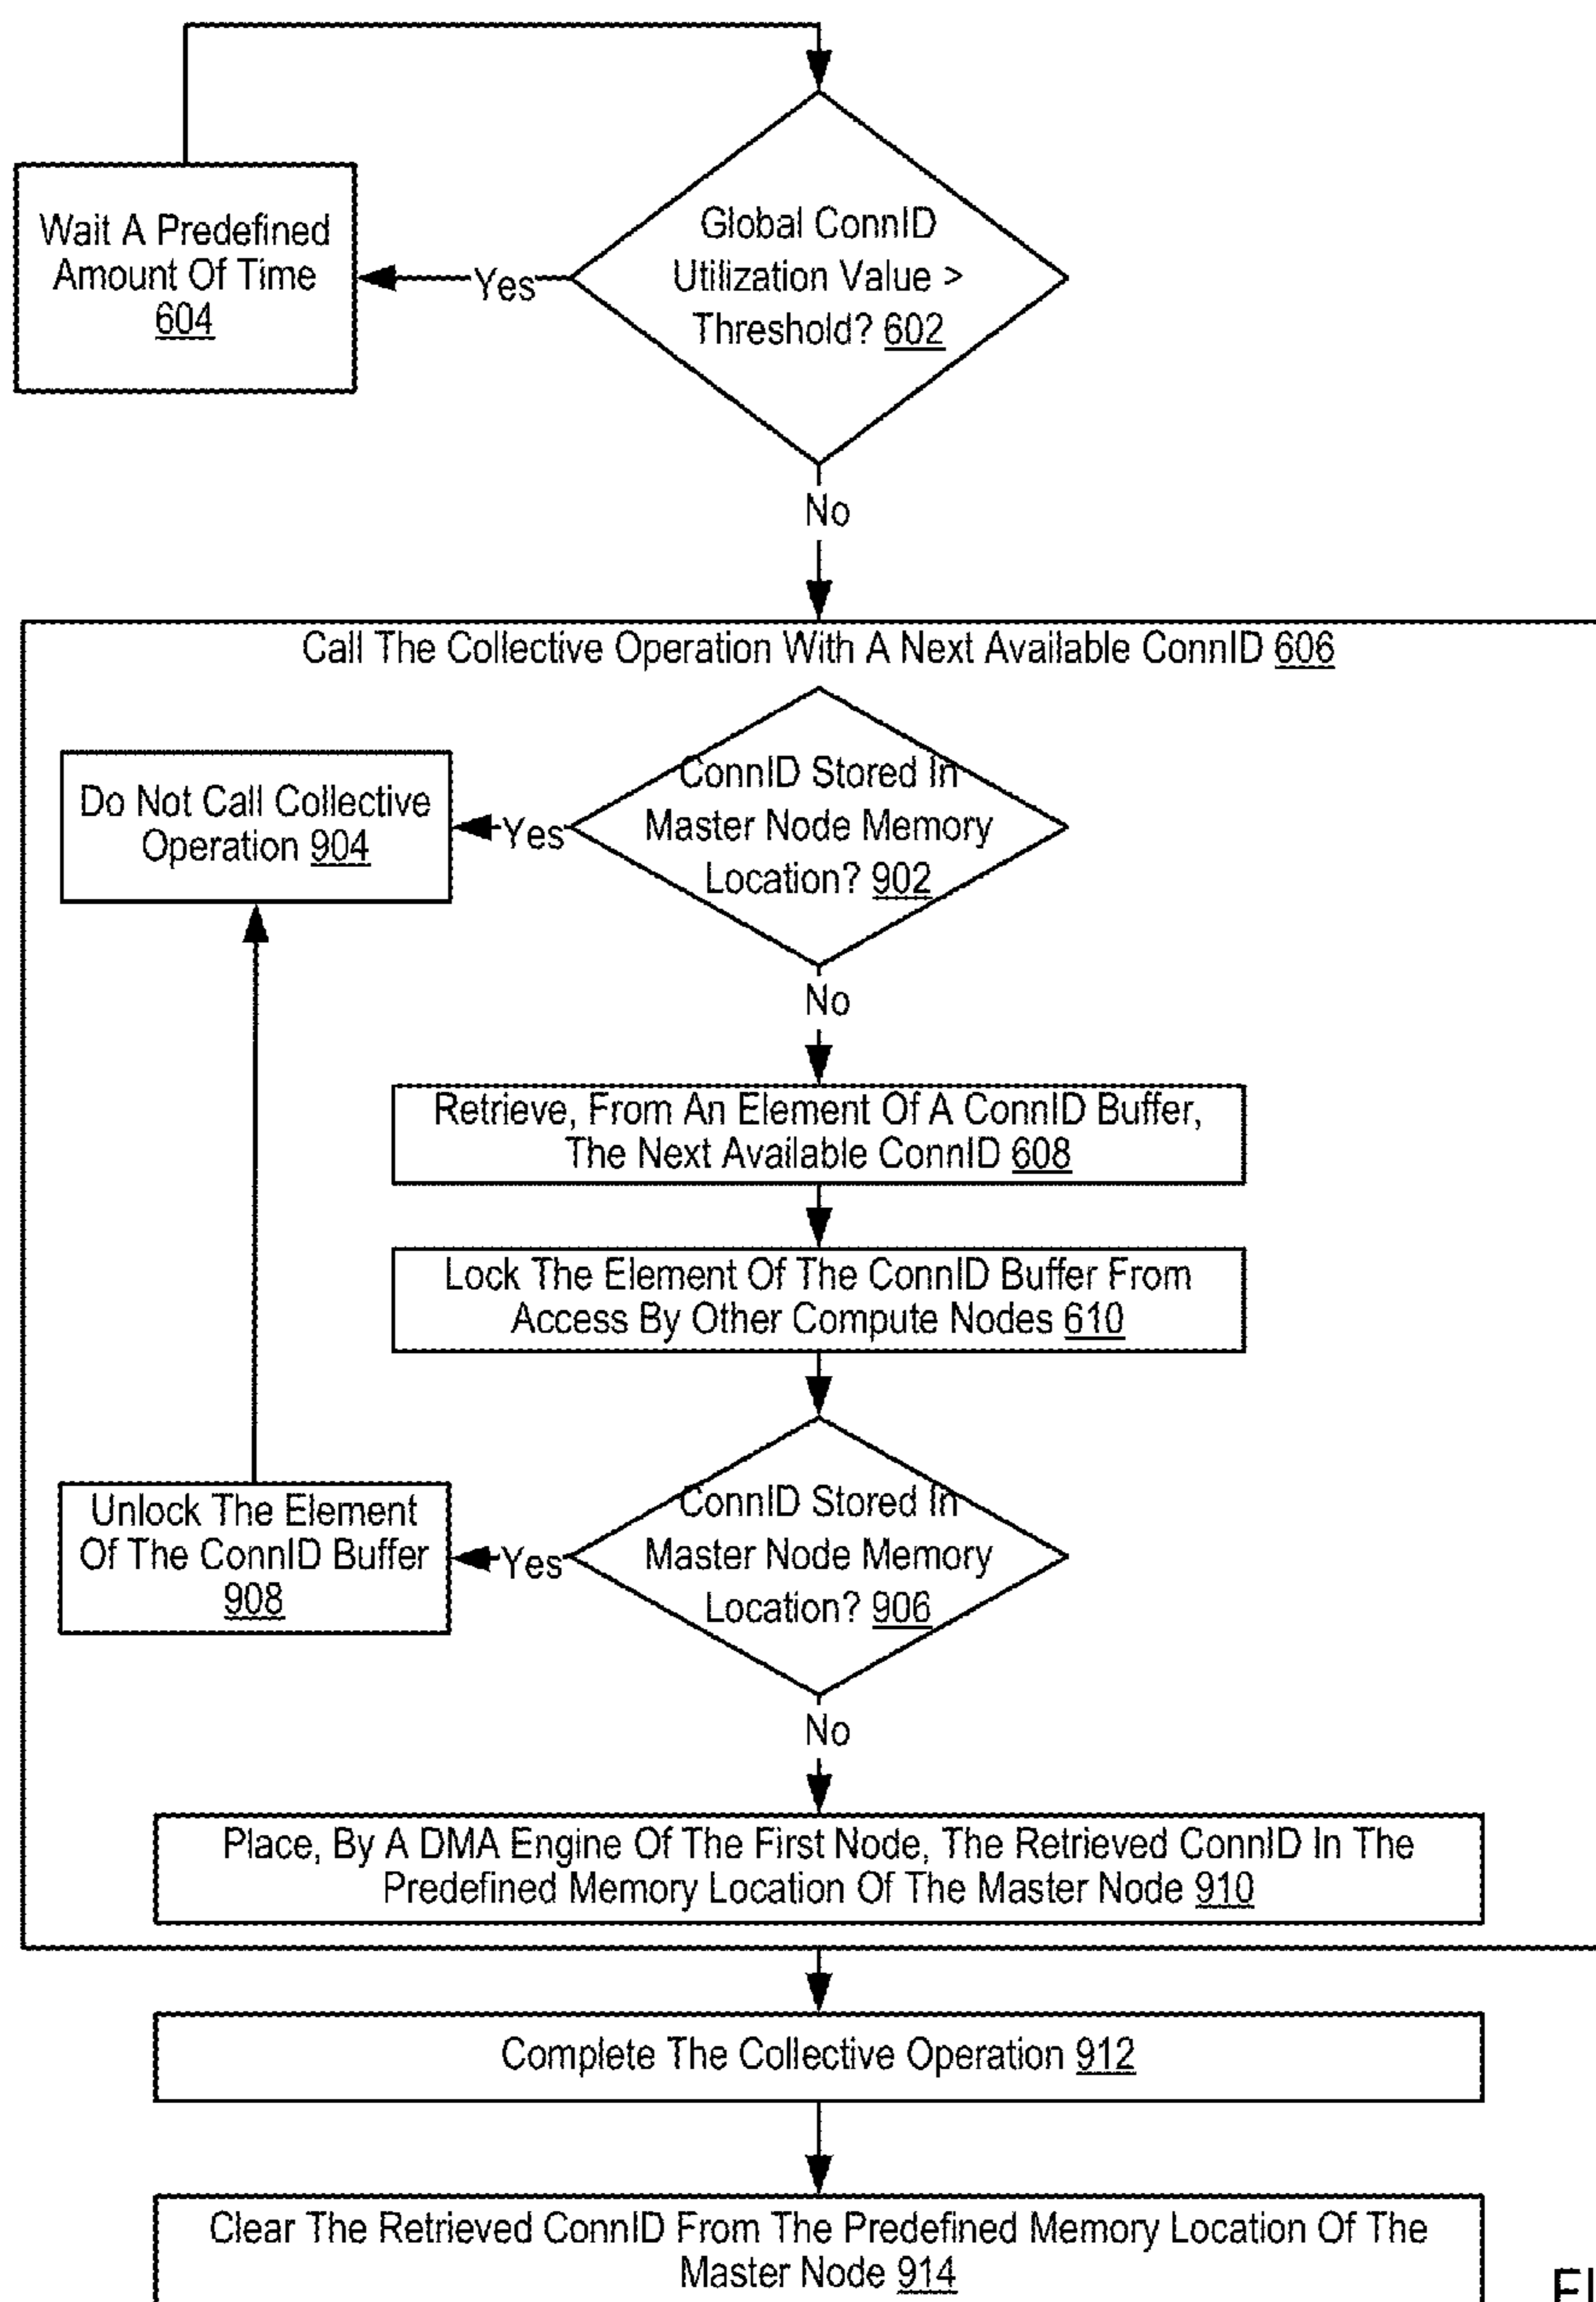 Global ConnID
Utilization Value >
Threshold? 602
Wait A Predefined
Amount Of Time
604
Yes
No
Call The Collective Operation With A Next Available ConnID 606
ConnID Stored In
Master Node Memory
Location? 902
Yes
Do Not Call Collective
Operation 904
No
Retrieve, From An Element Of A ConnID Buffer,
The Next Available ConnID 608
Lock The Element Of The ConnID Buffer From
Access By Other Compute Nodes 610
ConnID Stored In
Master Node Memory
Location? 906
Yes
Unlock The Element
Of The ConnID Buffer
908
No
Place, By A DMA Engine Of The First Node, The Retrieved ConnID In The
Predefined Memory Location Of The Master Node 910
Complete The Collective Operation 912
Clear The Retrieved ConnID From The Predefined Memory Location Of The
Master Node 914